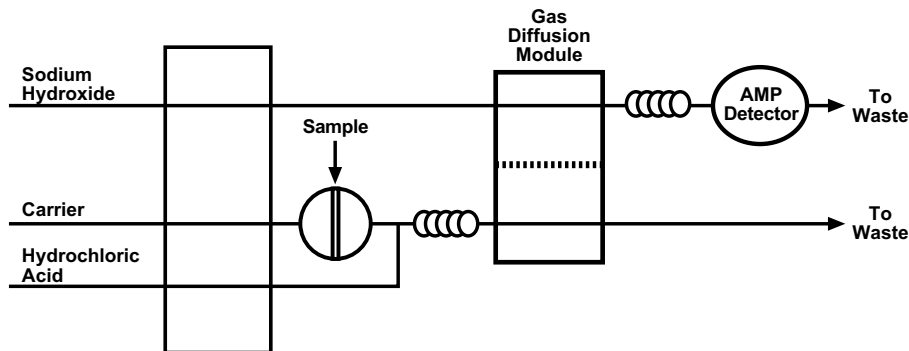 Gas
Diffusion
Module
Sodium
Hydroxide
AMP
Detector
To
Waste
Sample
Carrier
To
Waste
Hydrochloric
Acid